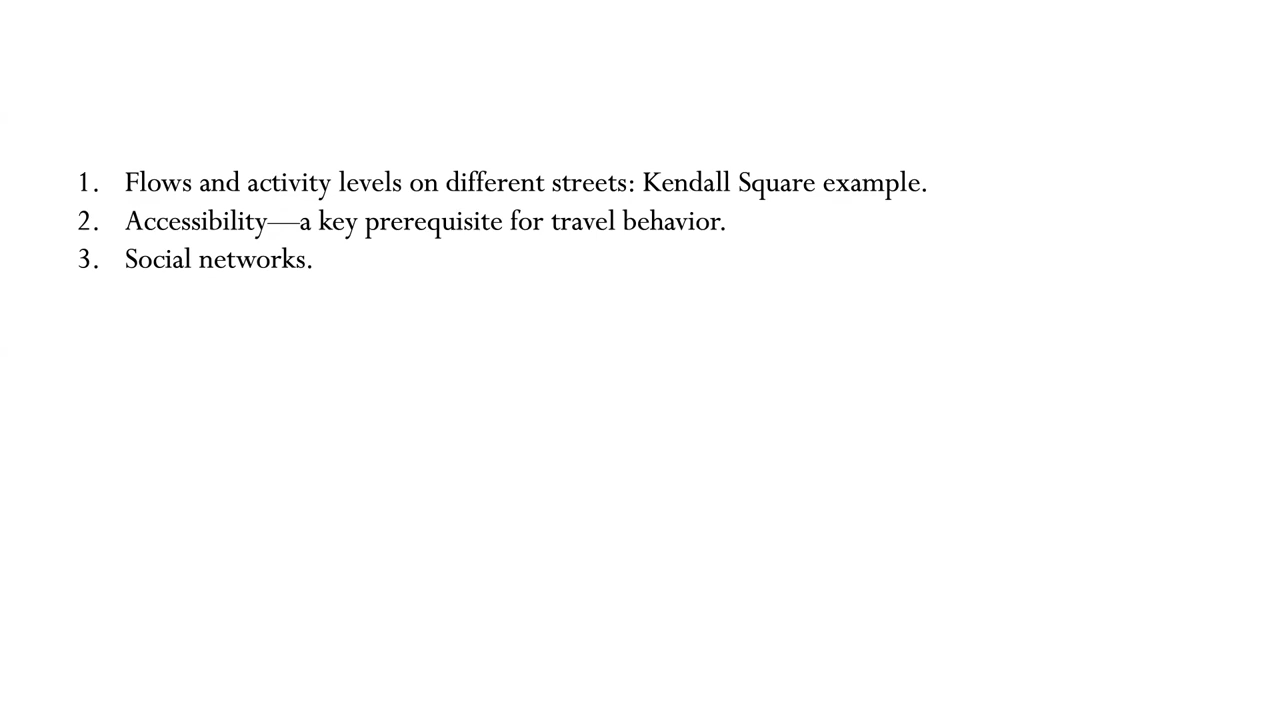 1. Flows and activity levels on different streets: Kendall Square example.
2. Accessibility—a key prerequisite for travel behavior.
3. Social networks.